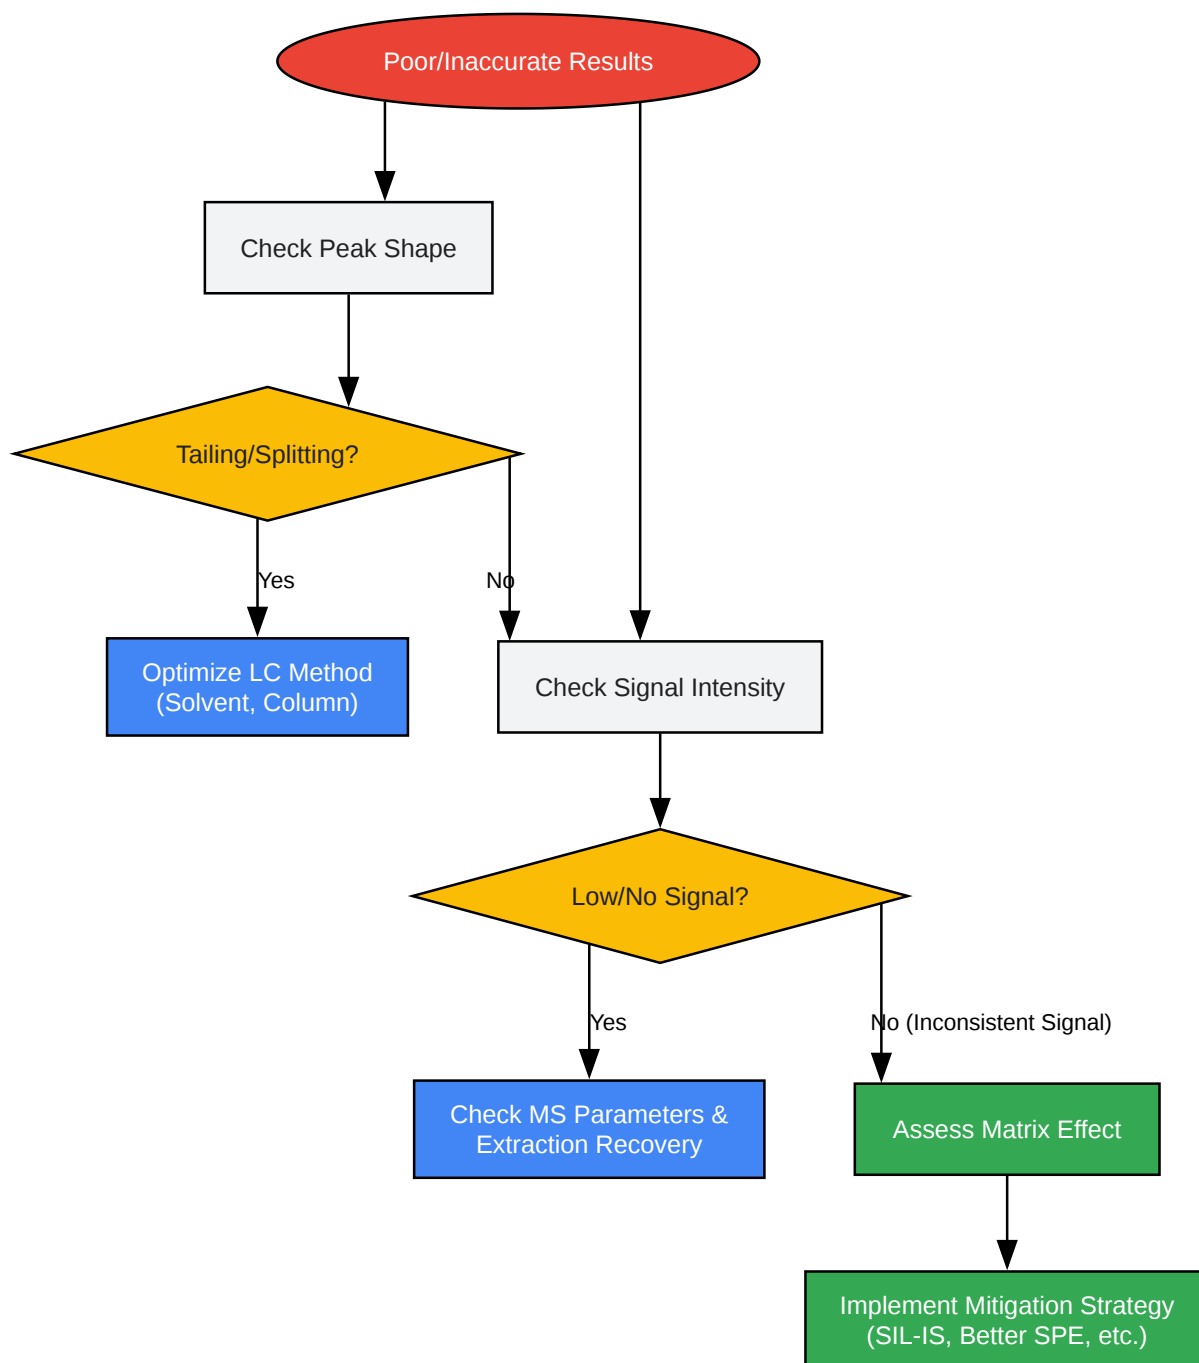 Poor/Inaccurate Results
Check Peak Shape
Tailing/Splitting?
Yes
No
Optimize LC Method
(Solvent, Column)
Check Signal Intensity
Low/No Signal?
Yes
No (Inconsistent Signal)
Check MS Parameters &
Extraction Recovery
Assess Matrix Effect
Implement Mitigation Strategy
(SIL-IS, Better SPE, etc.)